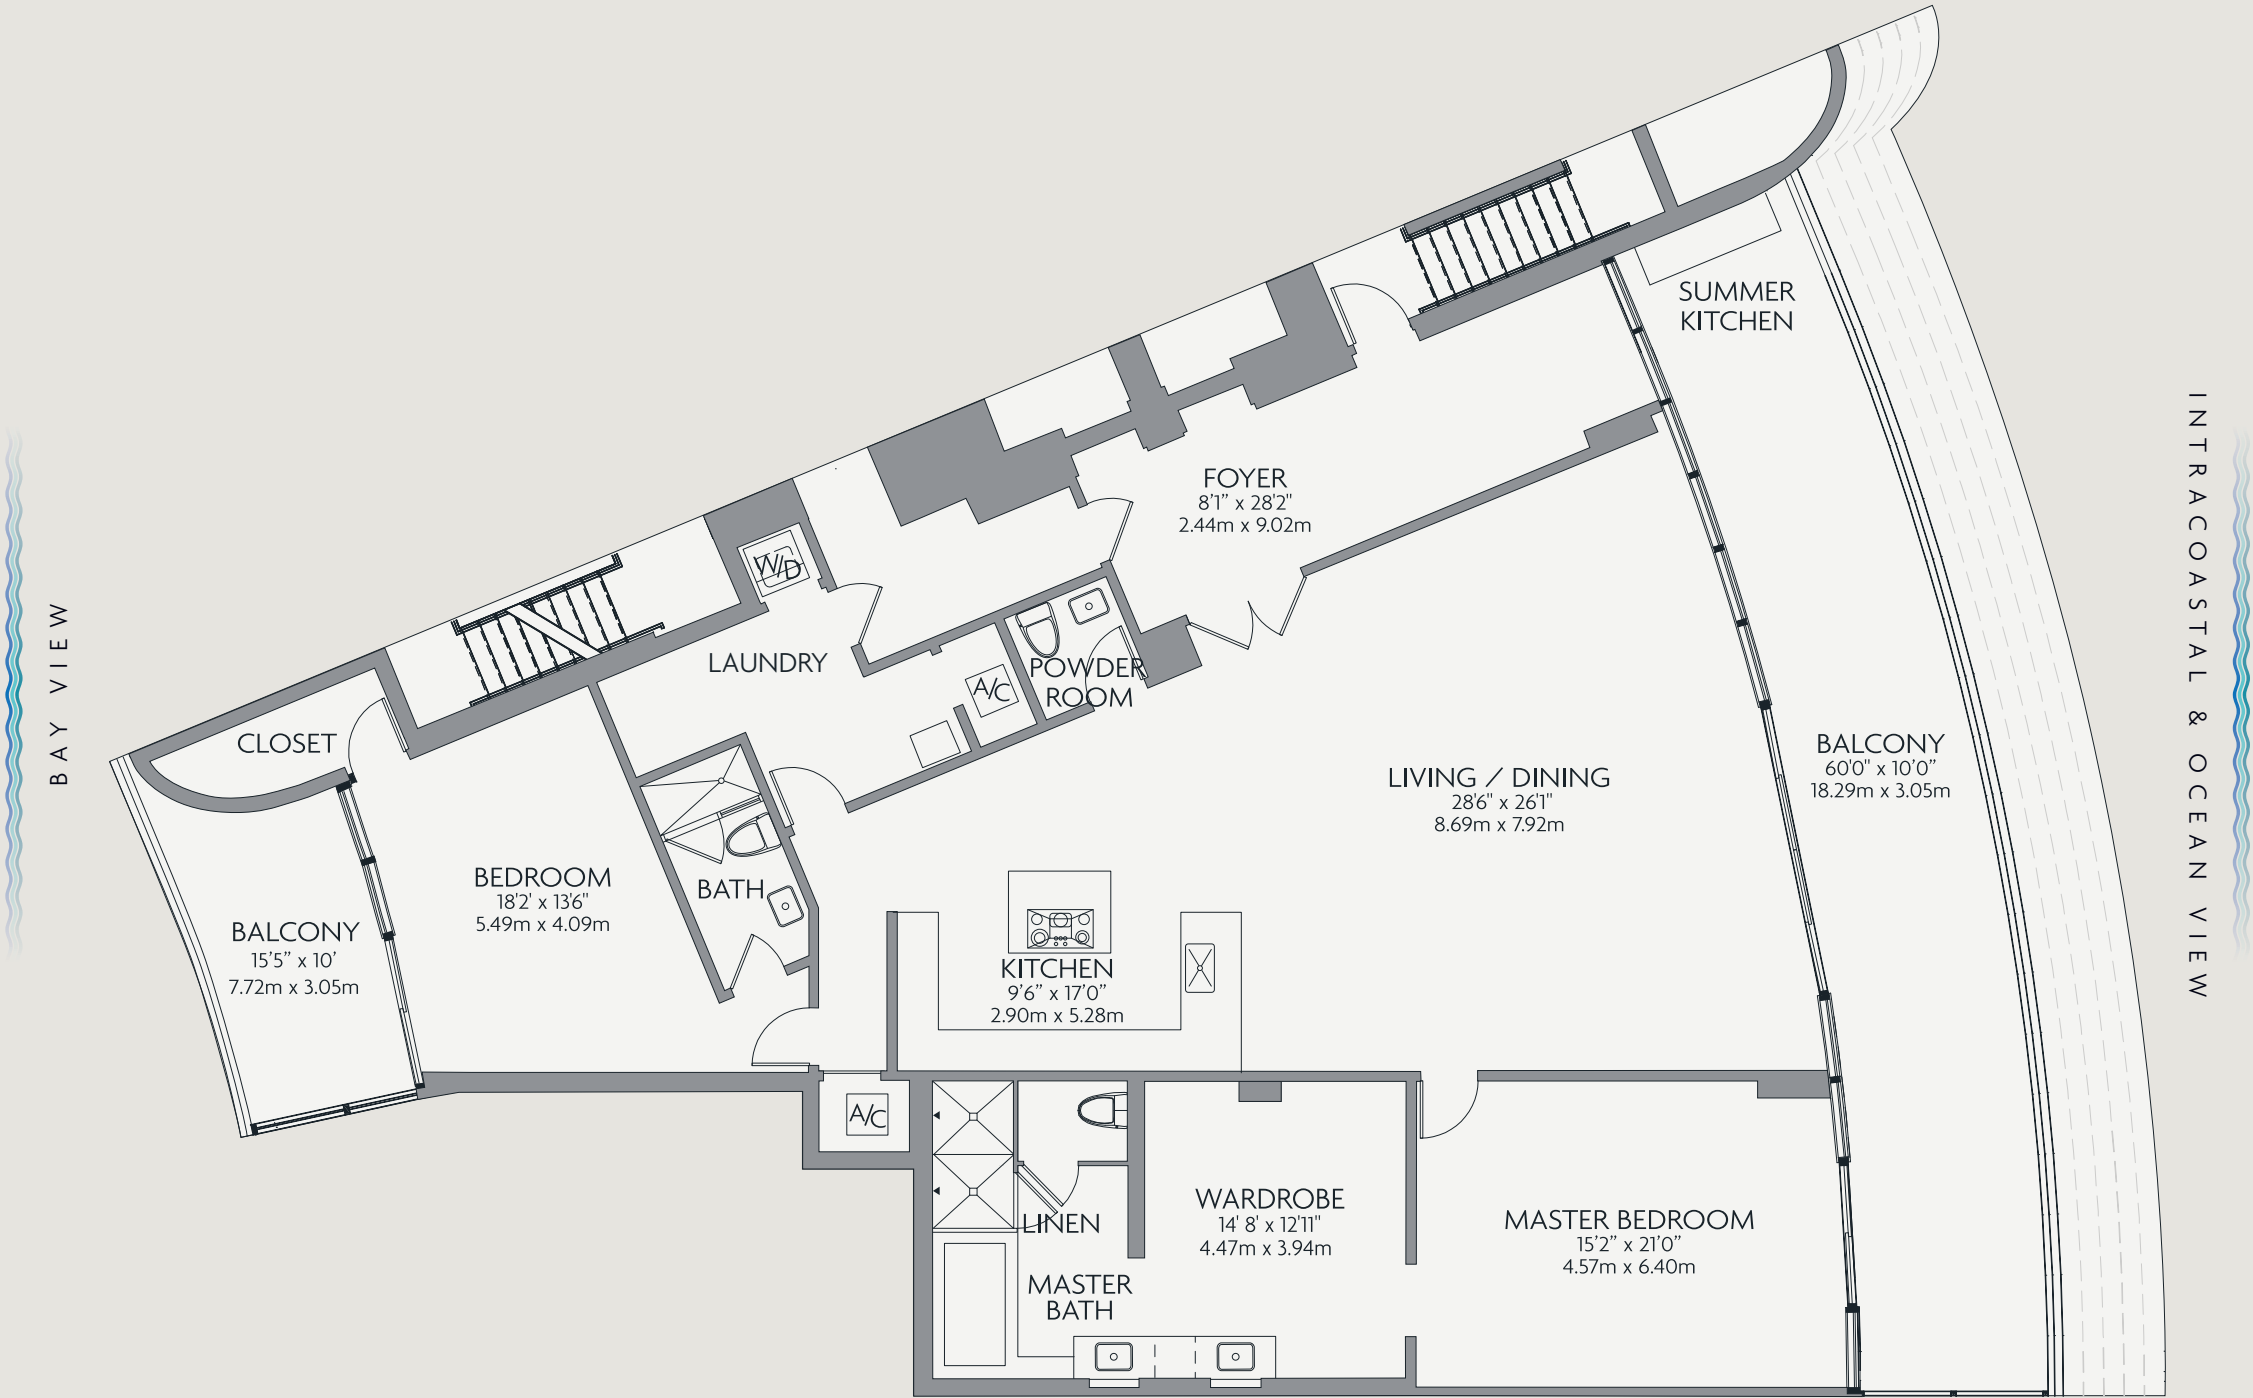 BAY VIEW
CLOSET
BALCONY
15'5" x 10'
7.72m x 3.05m
BEDROOM
18'2' x 13'6"
5.49m x 4.09m
BATH
LAUNDRY
W/D
A/C
POWDER
ROOM
FOYER
8'1" x 28'2"
2.44m x 9.02m
SUMMER
KITCHEN
BALCONY
60'0" x 10'0"
18.29m x 3.05m
LIVING / DINING
28'6" x 26'1"
8.69m x 7.92m
KITCHEN
9'6" x 17'0"
2.90m x 5.28m
A/C
LINEN
MASTER
BATH
WARDROBE
14' 8' x 12'11"
4.47m x 3.94m
MASTER BEDROOM
15'2" x 21'0"
4.57m x 6.40m
INTRACOASTAL & OCEAN VIEW